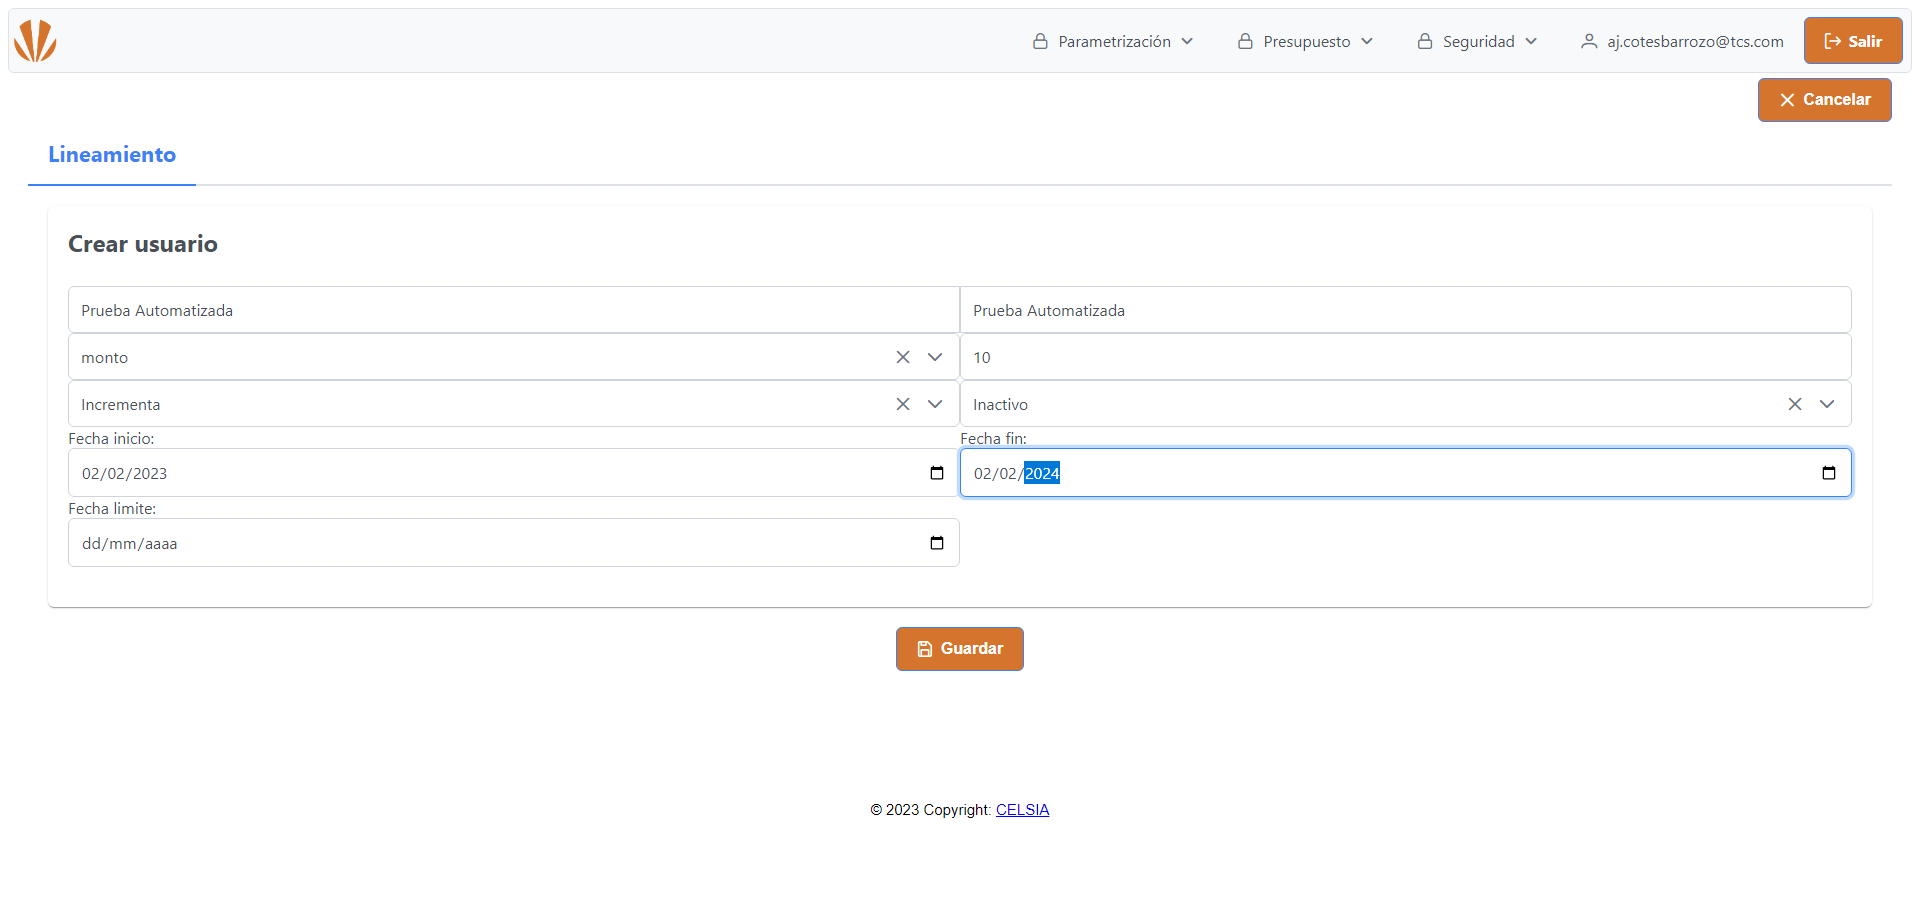 Parametrización Presupuesto Seguridad aj.cotesbarrozo@tcs.com Salir
Cancelar
Lineamiento
Crear usuario
Prueba Automatizada Prueba Automatizada
monto 10
Incrementa Inactivo
Fecha inicio: Fecha fin:
02/02/2023 02/02/2024
Fecha limite:
dd/mm/aaaa
Guardar
© 2023 Copyright: CELSIA